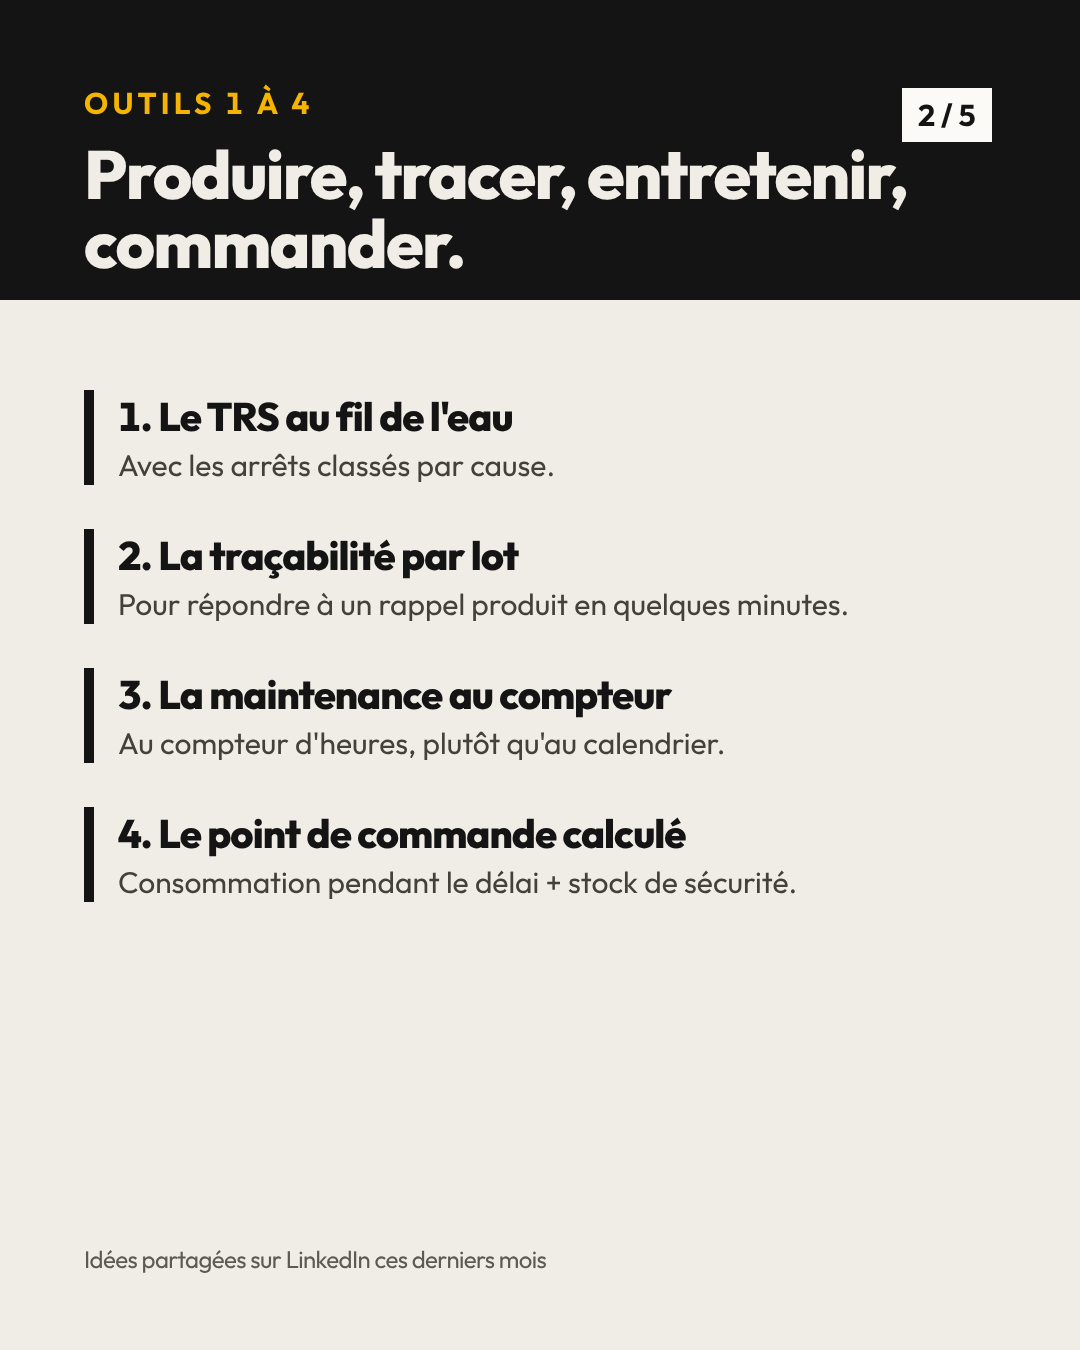 OUTILS 1 À 4
2/5
Produire, tracer, entretenir,
commander.
1. Le TRS au fil de l'eau
Avec les arrêts classés par cause.
2. La traçabilité par lot
Pour répondre à un rappel produit en quelques minutes.
3. La maintenance au compteur
Au compteur d'heures, plutôt qu'au calendrier.
4. Le point de commande calculé
Consommation pendant le délai + stock de sécurité.
Idées partagées sur LinkedIn ces derniers mois